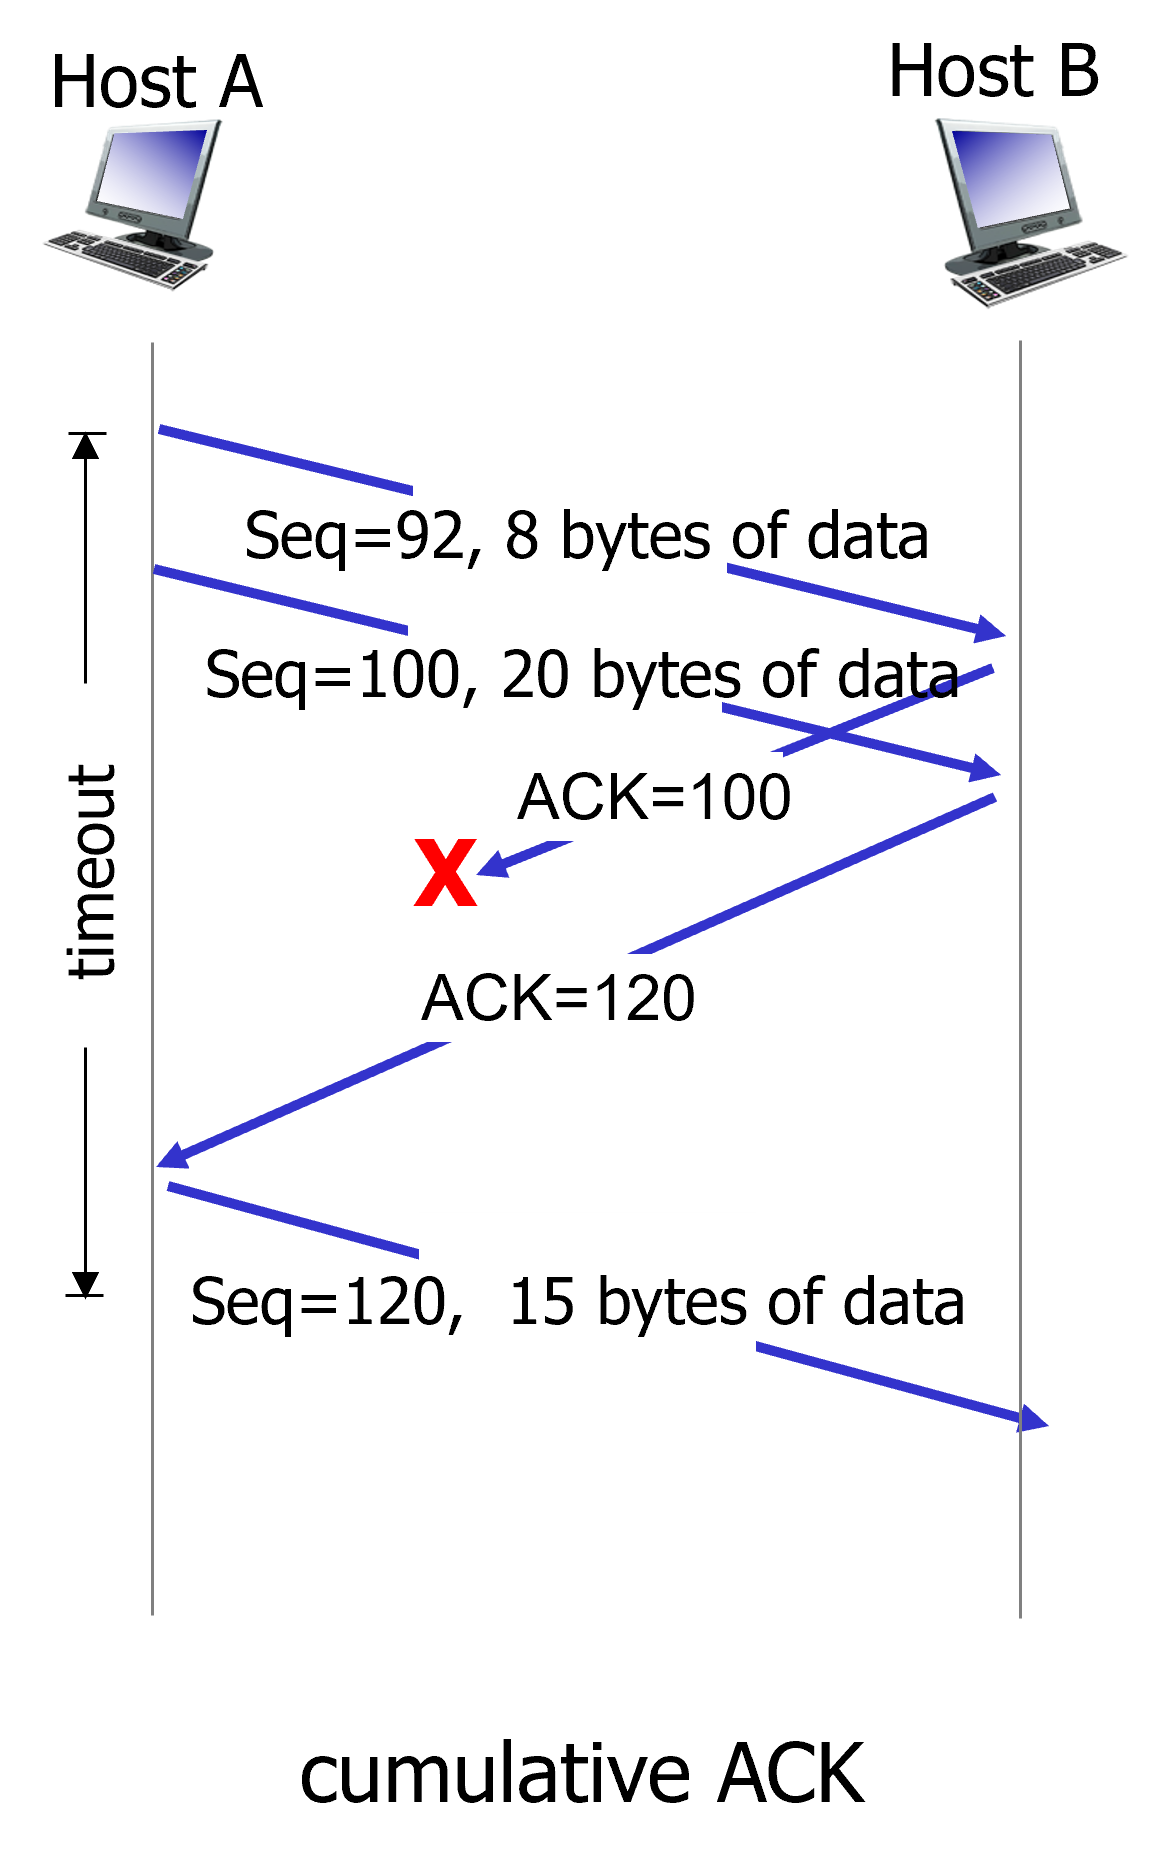 Host A
Host B
Seq=92, 8 bytes of data
Seq=100, 20 bytes of data
ACK=100
X
timeout
ACK=120
Seq=120, 15 bytes of data
cumulative ACK